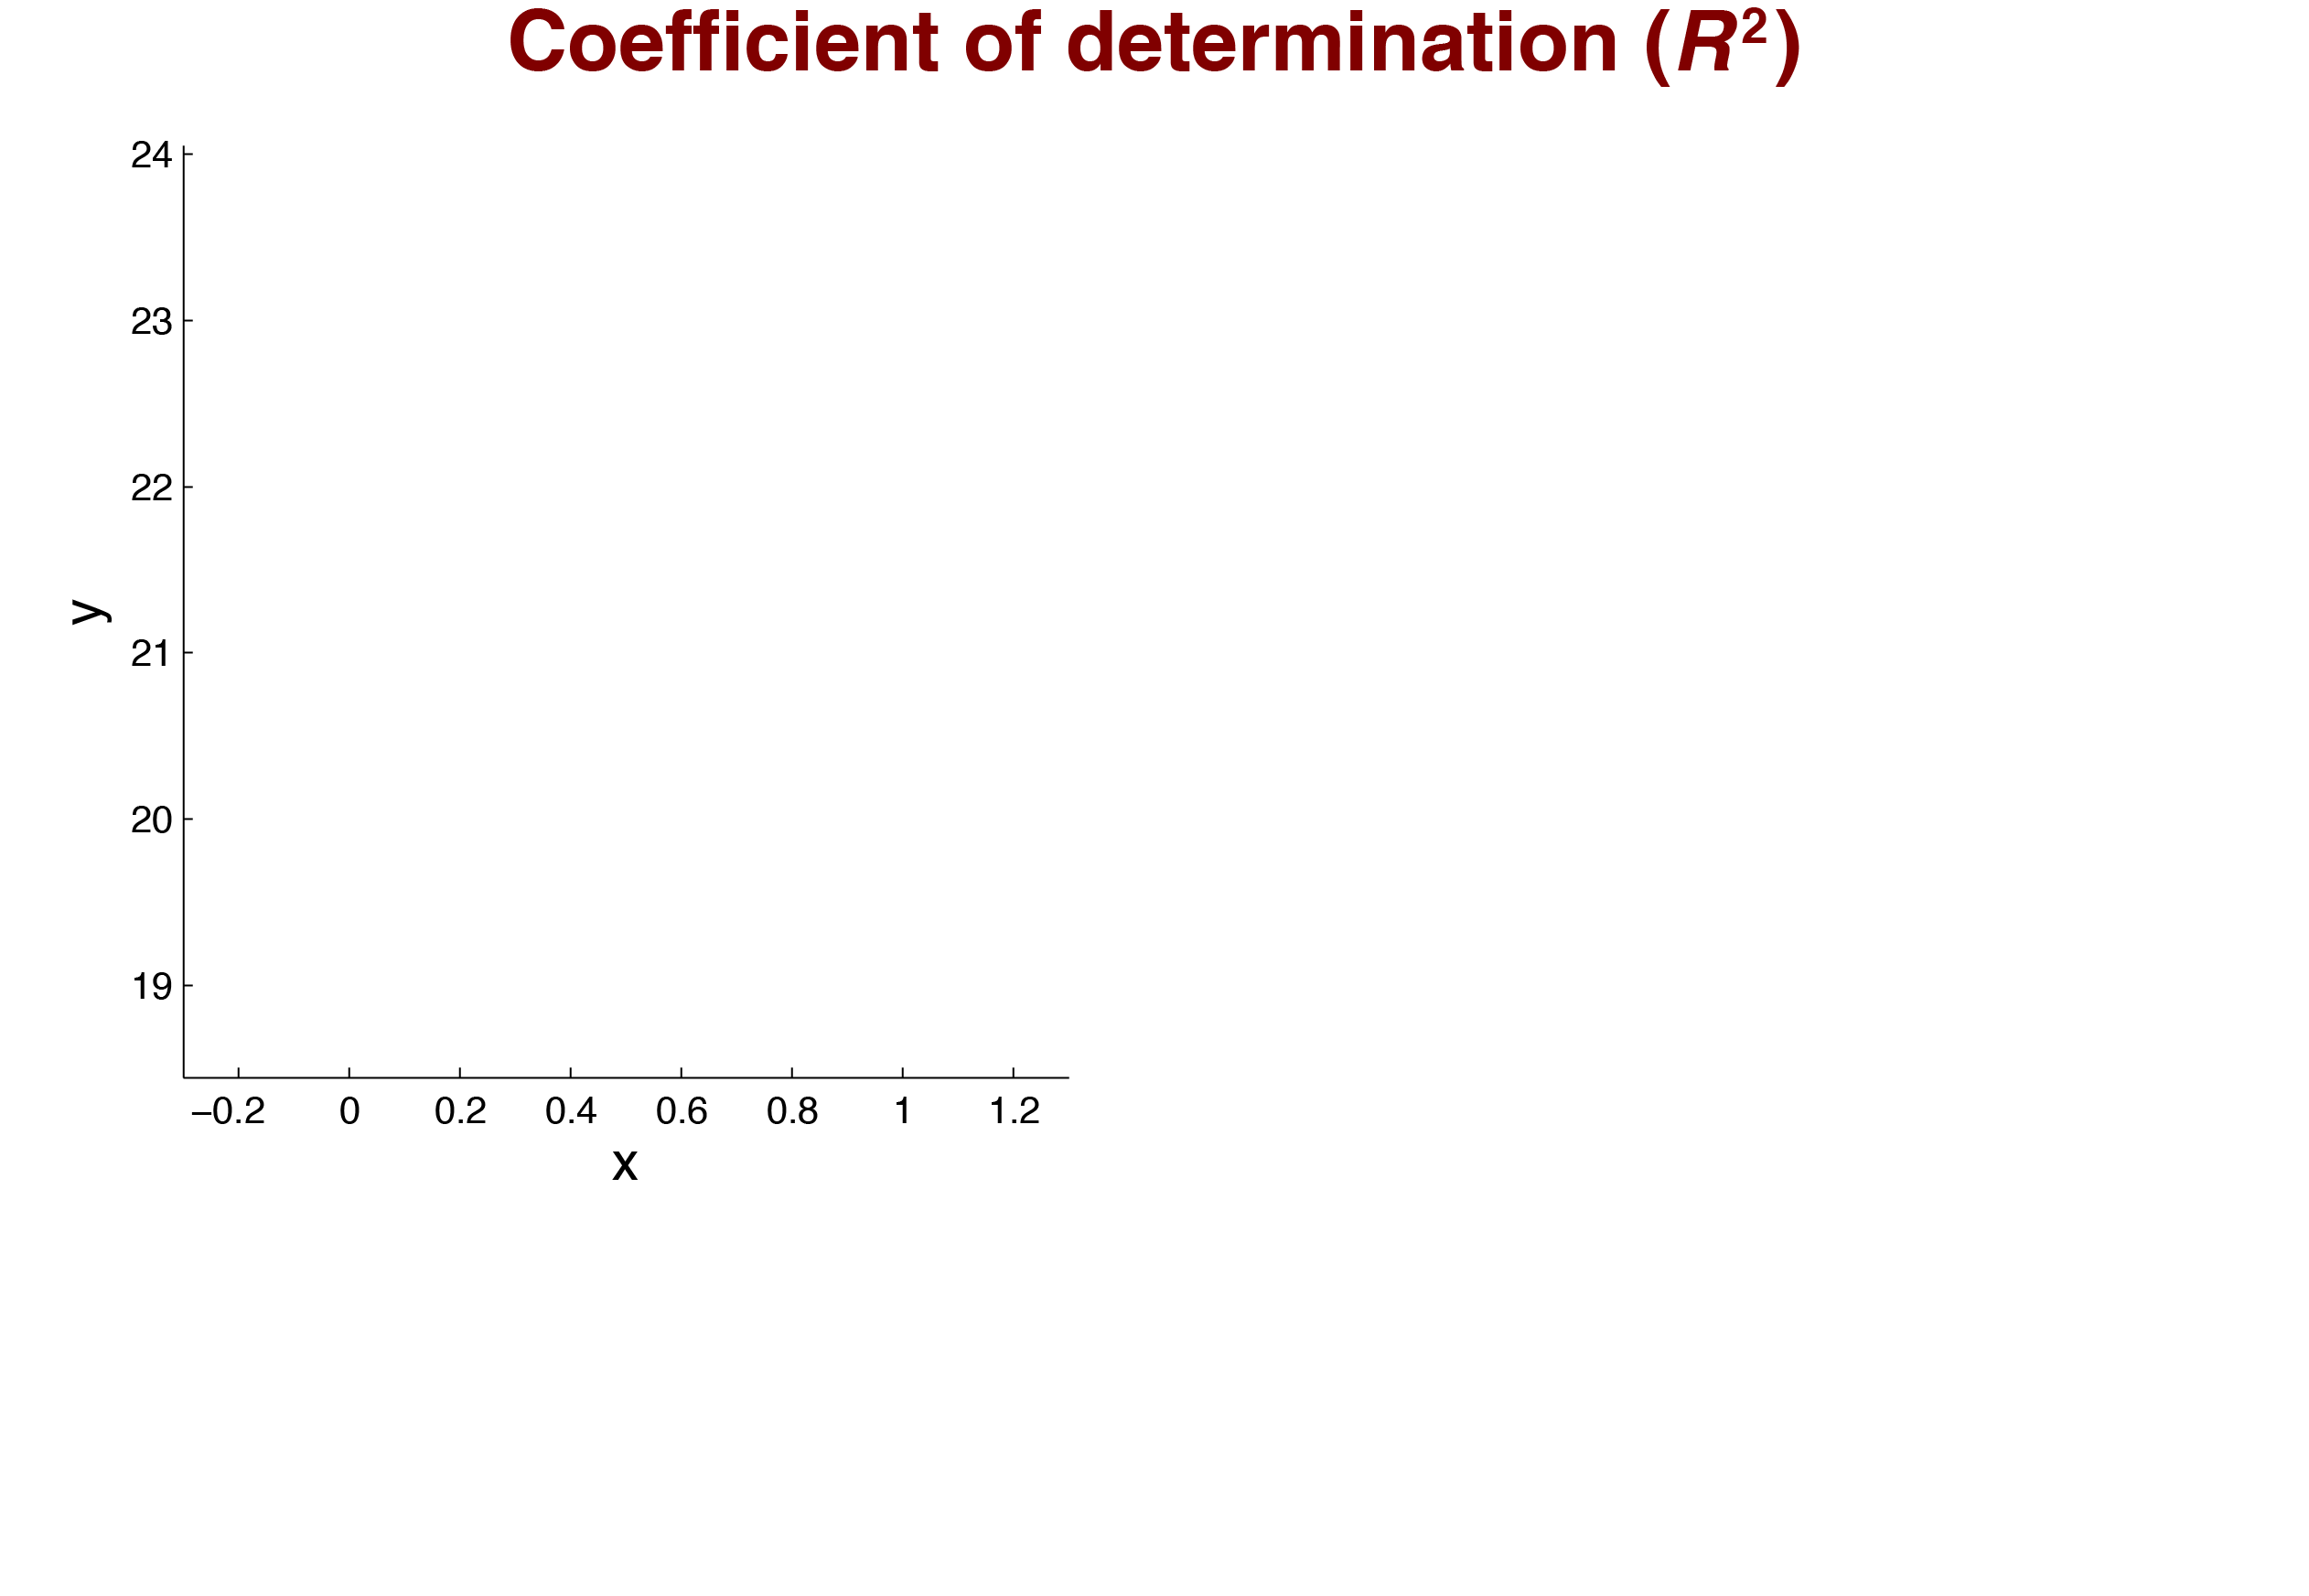 Coefficient of determination (R²)
24
23
22
21
20
19
y
–0.2 0 0.2 0.4 0.6 0.8 1 1.2
x